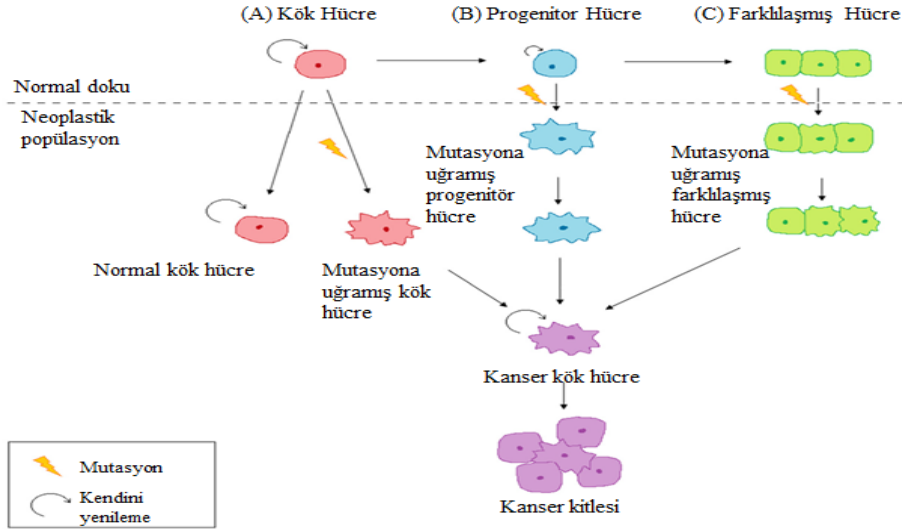 (A) Kök Hücre
(B) Progenitor Hücre
(C) Farklılaşmış Hücre
Normal doku
Neoplastik
popülasyon
Mutasyona
uğramış
progenitör
hücre
Mutasyona
uğramış
farklılaşmış
hücre
Normal kök hücre
Mutasyona
uğramış kök
hücre
Kanser kök hücre
Kanser kitlesi
Mutasyon
Kendini
yenileme